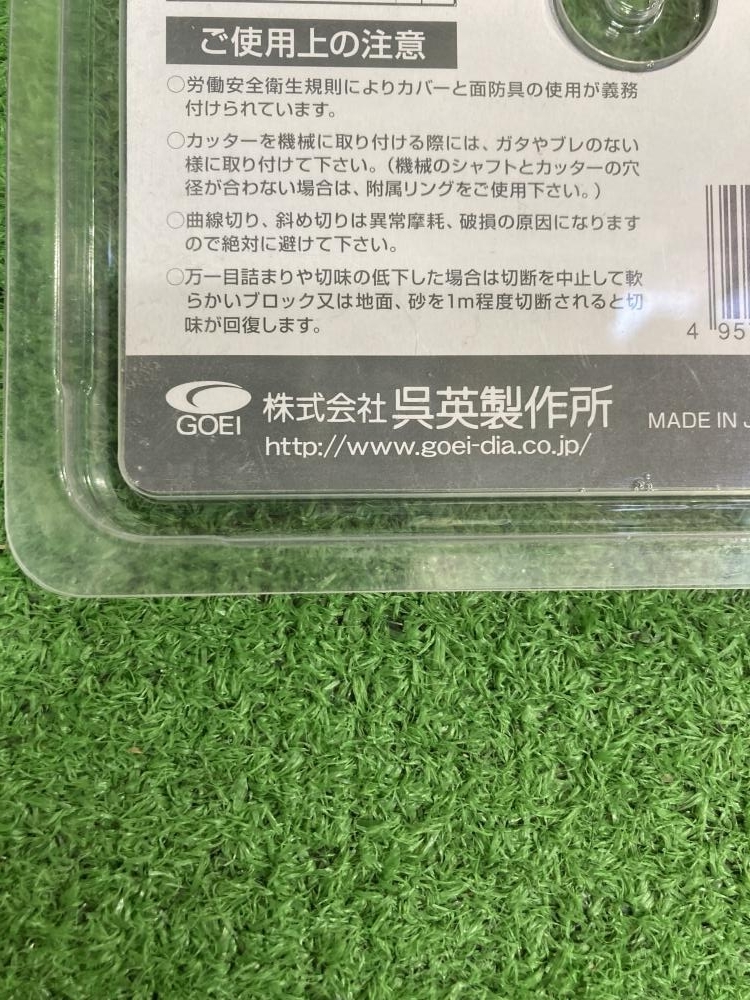 ご使用上の注意
○労働安全衛生規則によりカバーと面防具の使用が義務
付けられています。
○カッターを機械に取り付ける際には、ガタやブレのない
様に取り付けて下さい。(機械のシャフトとカッターの穴
径が合わない場合は、附属リングをご使用下さい。)
○曲線切り、斜め切りは異常摩耗、破損の原因になります
ので絶対に避けて下さい。
○万一目詰まりや切味の低下した場合は切断を中止して軟
らかいブロック又は地面、砂を1m程度切断されると切
味が回復します。
4 95
GOEI 株式会社 呉英製作所
MADE IN J
http://www.goei-dia.co.jp/